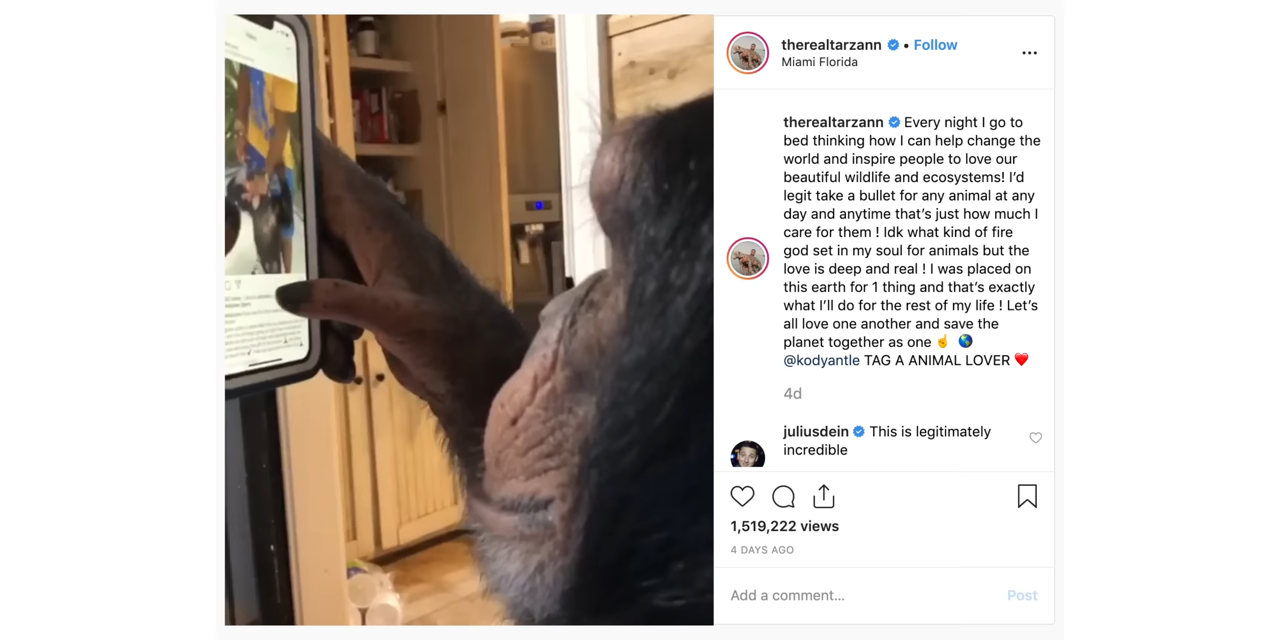 therealtarzann • Follow
Miami Florida
therealtarzann Every night I go to
bed thinking how I can help change the
world and inspire people to love our
beautiful wildlife and ecosystems! I’d
legit take a bullet for any animal at any
day and anytime that’s just how much I
care for them ! Idk what kind of fire
god set in my soul for animals but the
love is deep and real ! I was placed on
this earth for 1 thing and that’s exactly
what I’ll do for the rest of my life ! Let’s
all love one another and save the
planet together as one ☝️ 🌎
@kodyantle TAG A ANIMAL LOVER ❤️
4d
juliusdein This is legitimately
incredible
1,519,222 views
4 DAYS AGO
Add a comment... Post